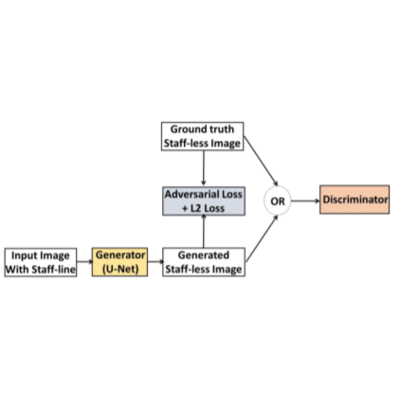 Ground truth
Staff-less Image
Adversarial Loss
+ L2 Loss
OR
Discriminator
Input Image
With Staff-line
Generator
(U-Net)
Generated
Staff-less Image